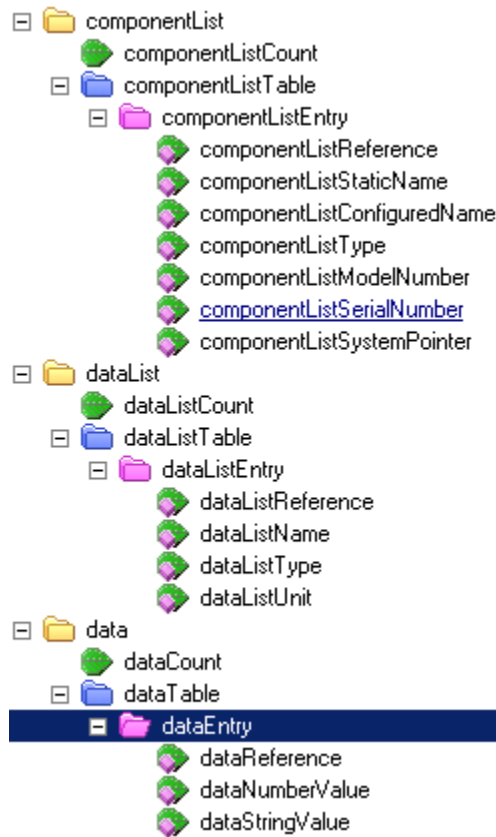 componentList
componentListCount
componentListTable
componentListEntry
componentListReference
componentListStaticName
componentListConfiguredName
componentListType
componentListModelNumber
componentListSerialNumber
componentListSystemPointer
dataList
dataListCount
dataListTable
dataListEntry
dataListReference
dataListName
dataListType
dataListUnit
data
dataCount
dataTable
dataEntry
dataReference
dataNumberValue
dataStringValue